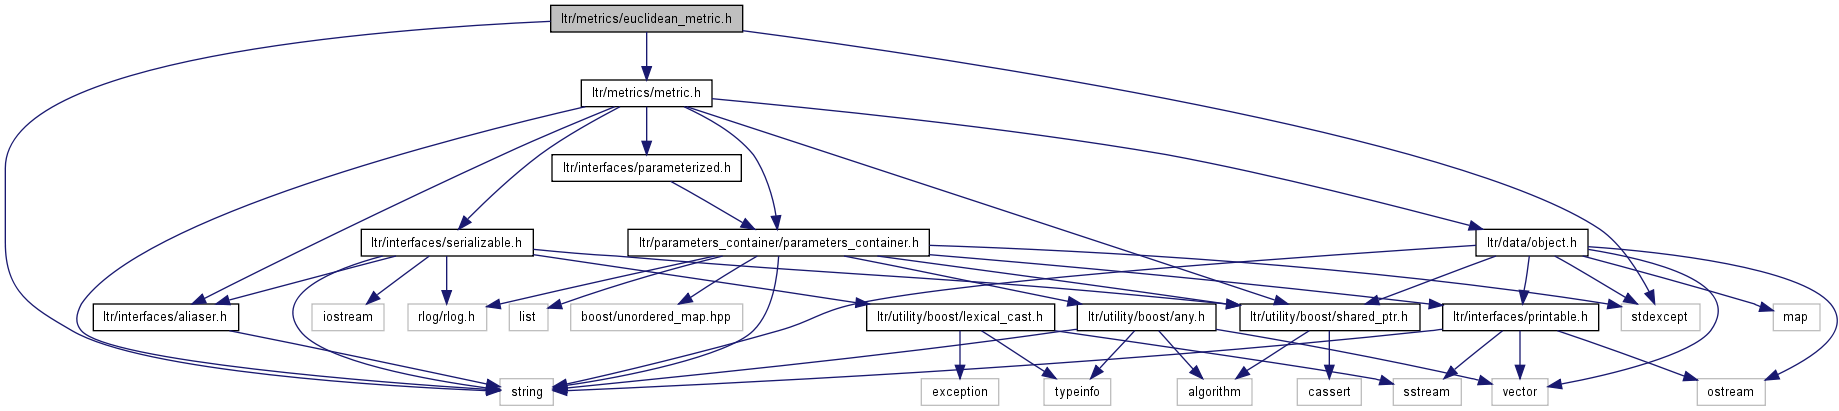 ltr/metrics/euclidean_metric.h
ltr/metrics/metric.h
ltr/interfaces/parameterized.h
ltr/interfaces/serializable.h
ltr/parameters_container/parameters_container.h
ltr/data/object.h
ltr/interfaces/aliaser.h
iostream
rlog/rlog.h
list
boost/unordered_map.hpp
ltr/utility/boost/lexical_cast.h
ltr/utility/boost/any.h
ltr/utility/boost/shared_ptr.h
ltr/interfaces/printable.h
stdexcept
map
string
exception
typeinfo
algorithm
cassert
sstream
vector
ostream